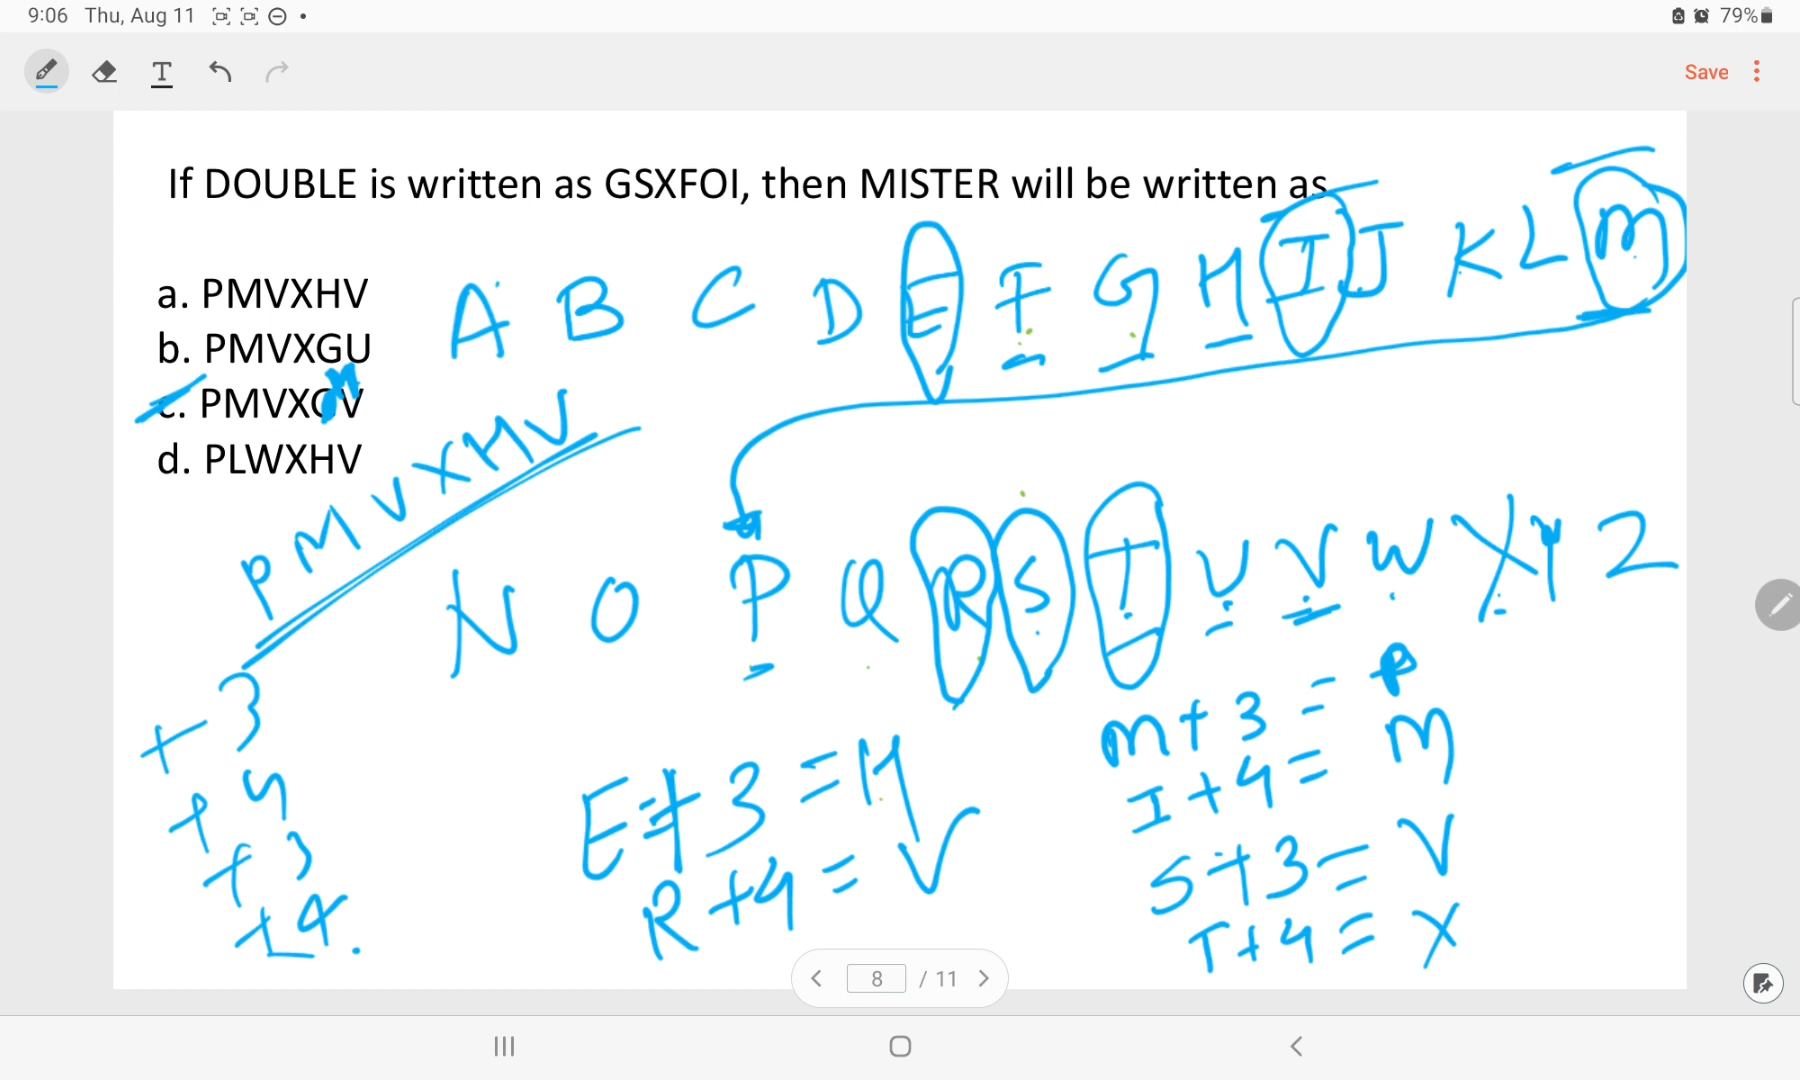 9:06 Thu, Aug 11 79%
T Save
If DOUBLE is written as GSXFOI, then MISTER will be written as
a. PMVXHV
b. PMVXGU
c. PMVXGV
d. PLWXHV
A B C D E F G H I J K L M
N O P Q R S T U V W X Y Z
PMVXHV
+3
+4
+3
+4.
E+3=H
R+4=V
M+3=P
I+4=M
S+3=V
T+4=X
8 / 11